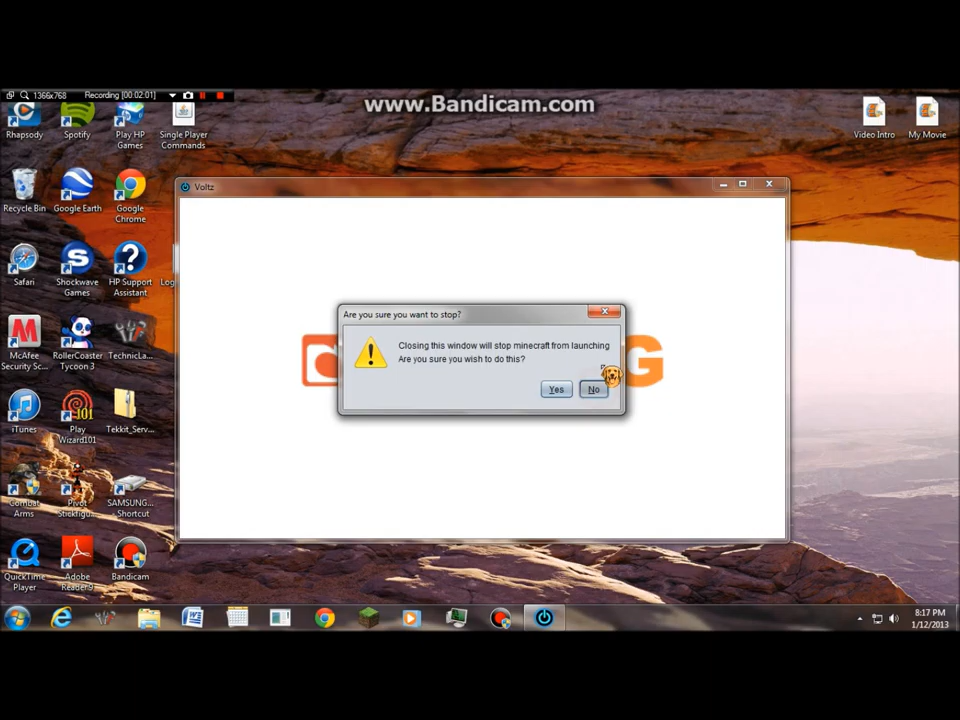 1366x768 Recording [00:02:01]
www.Bandicam.com
Rhapsody
Spotify
Play HP
Games
Single Player
Commands
Video Intro
My Movie
Recycle Bin
Google Earth
Google
Chrome
Voltz
Safari
Shockwave
Games
HP Support
Assistant
McAfee
Security Sc...
RollerCoaster
Tycoon 3
TechnicLa...
Are you sure you want to stop?
Closing this window will stop minecraft from launching
Are you sure you wish to do this?
Yes
No
G
iTunes
Play
Wizard101
Tekkit_Serv...
Combat
Arms
Pivot
Stickfigu...
SAMSUNG...
- Shortcut
QuickTime
Player
Adobe
Reader 9
Bandicam
8:17 PM
1/12/2013